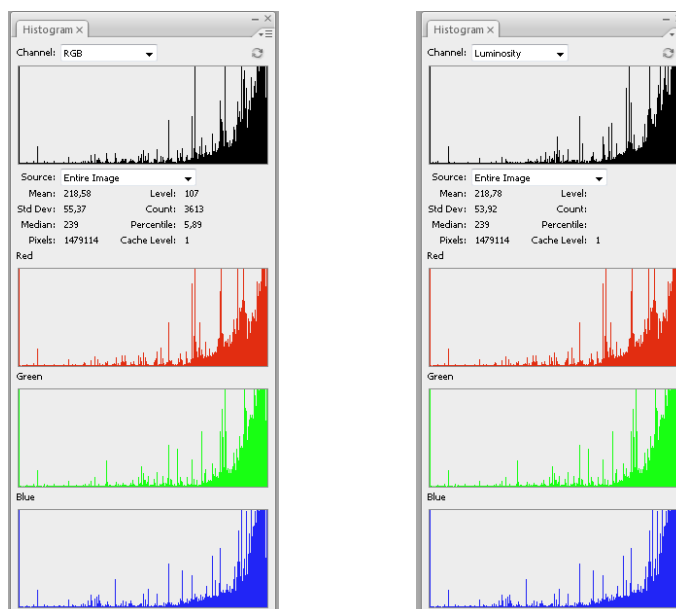 Histogram ×
Channel: RGB
Source: Entire Image
Mean: 218,58 Level: 107
Std Dev: 55,37 Count: 3613
Median: 239 Percentile: 5,89
Pixels: 1479114 Cache Level: 1
Red
Green
Blue
Histogram ×
Channel: Luminosity
Source: Entire Image
Mean: 218,78 Level:
Std Dev: 53,92 Count:
Median: 239 Percentile:
Pixels: 1479114 Cache Level: 1
Red
Green
Blue